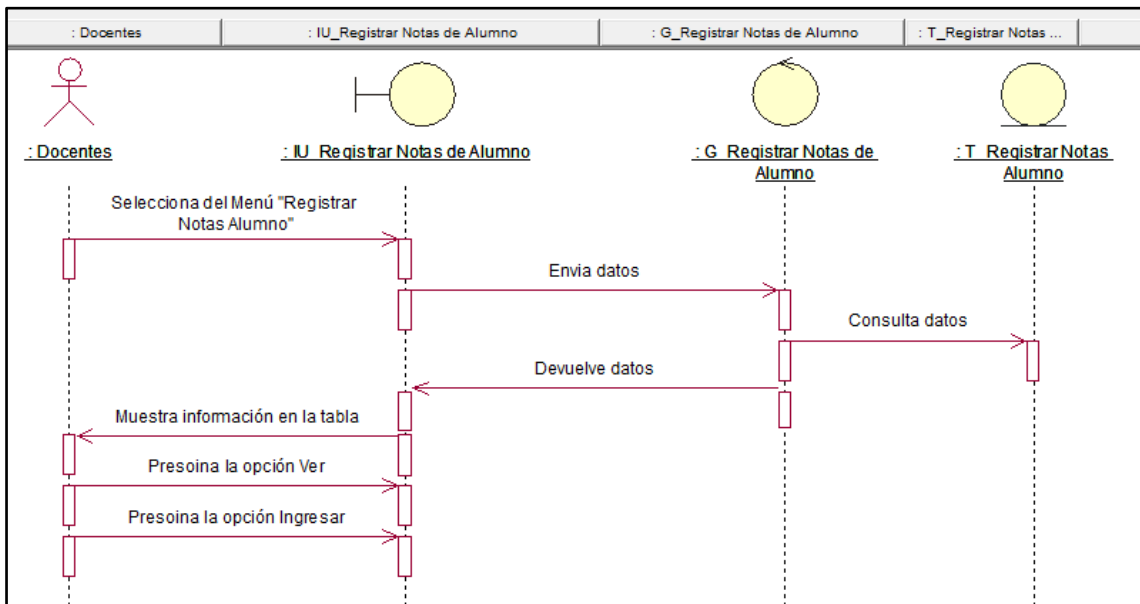 : Docentes
: IU_Registrar Notas de Alumno
: G_Registrar Notas de Alumno
: T_Registrar Notas ...
: Docentes
: IU_Registrar Notas de Alumno
: G_Registrar Notas de
Alumno
: T_Registrar Notas
Alumno
Selecciona del Menú "Registrar
Notas Alumno"
Envia datos
Consulta datos
Devuelve datos
Muestra información en la tabla
Presoina la opción Ver
Presoina la opción Ingresar